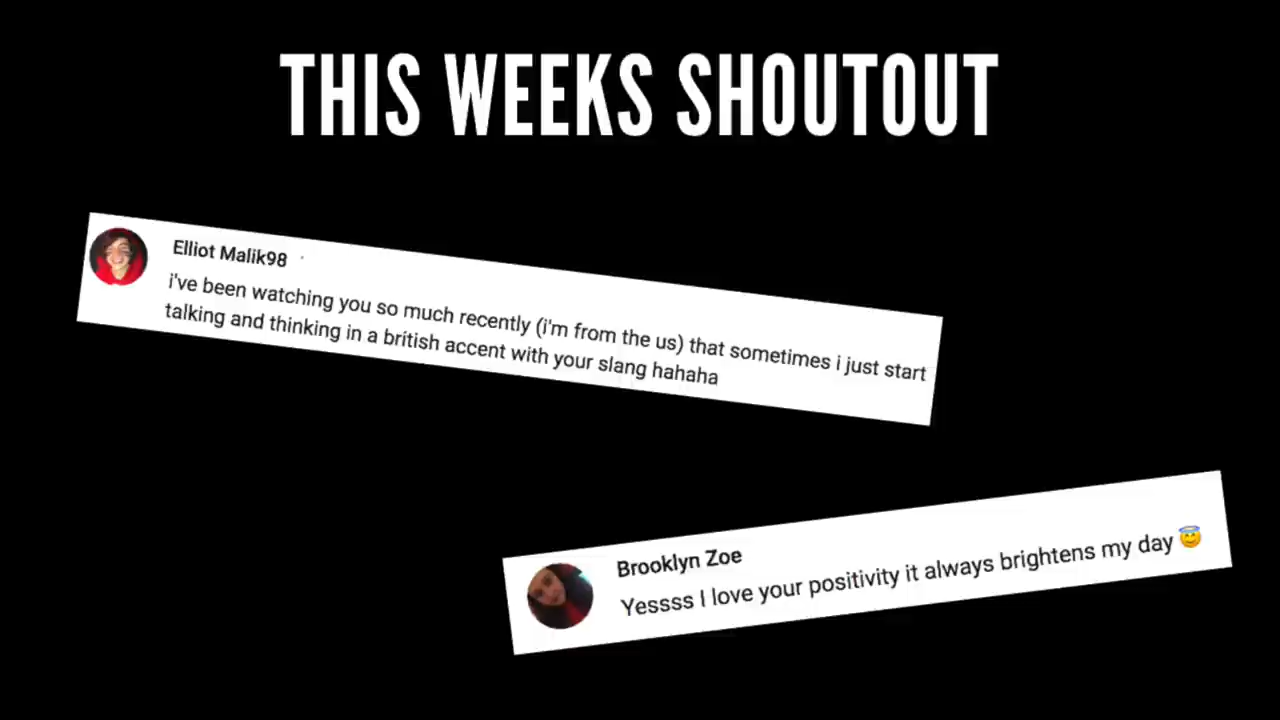 THIS WEEKS SHOUTOUT
Elliot Malik98
i've been watching you so much recently (i'm from the us) that sometimes i just start
talking and thinking in a british accent with your slang hahaha
Brooklyn Zoe
Yessss I love your positivity it always brightens my day 😇